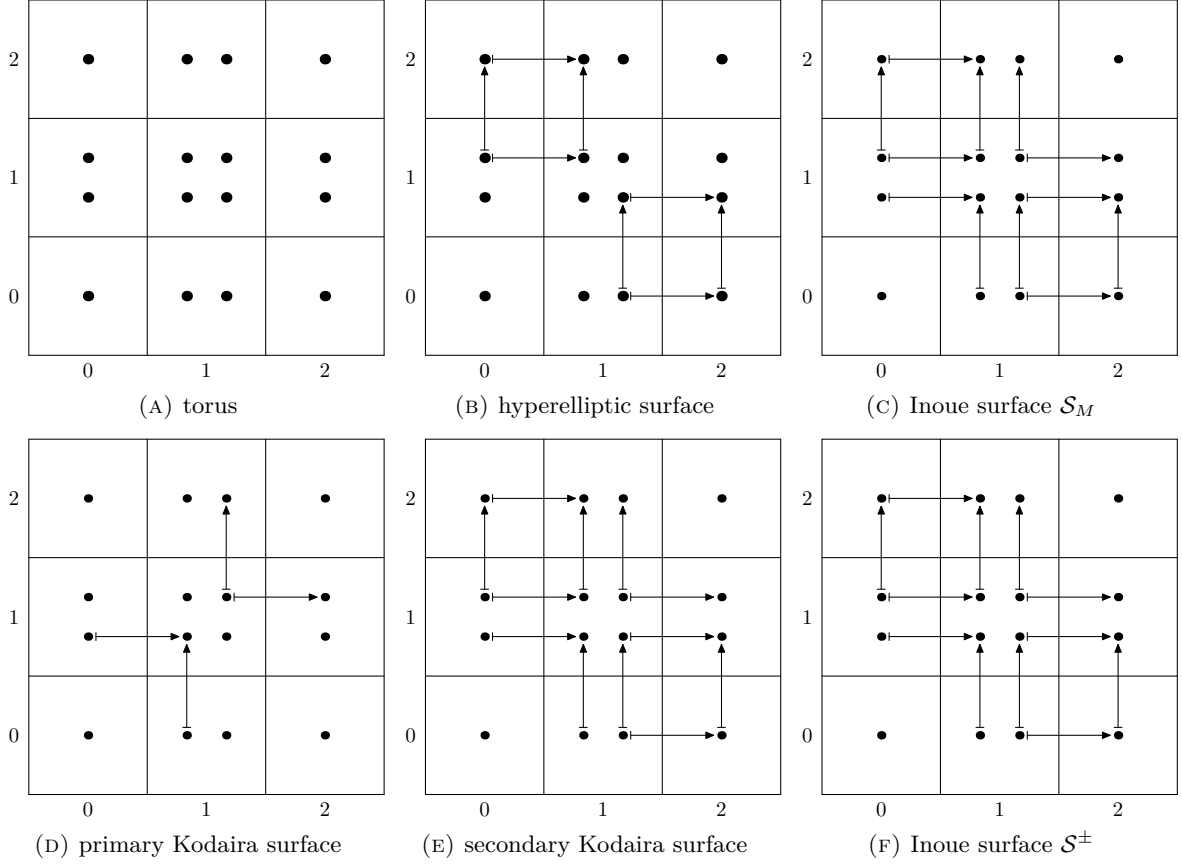 2 2 2
1 1 1
0 0 0
0 1 2 0 1 2 0 1 2
(A) torus (B) hyperelliptic surface (C) Inoue surface 𝒮_M
2 2 2
1 1 1
0 0 0
0 1 2 0 1 2 0 1 2
(D) primary Kodaira surface (E) secondary Kodaira surface (F) Inoue surface 𝒮^±